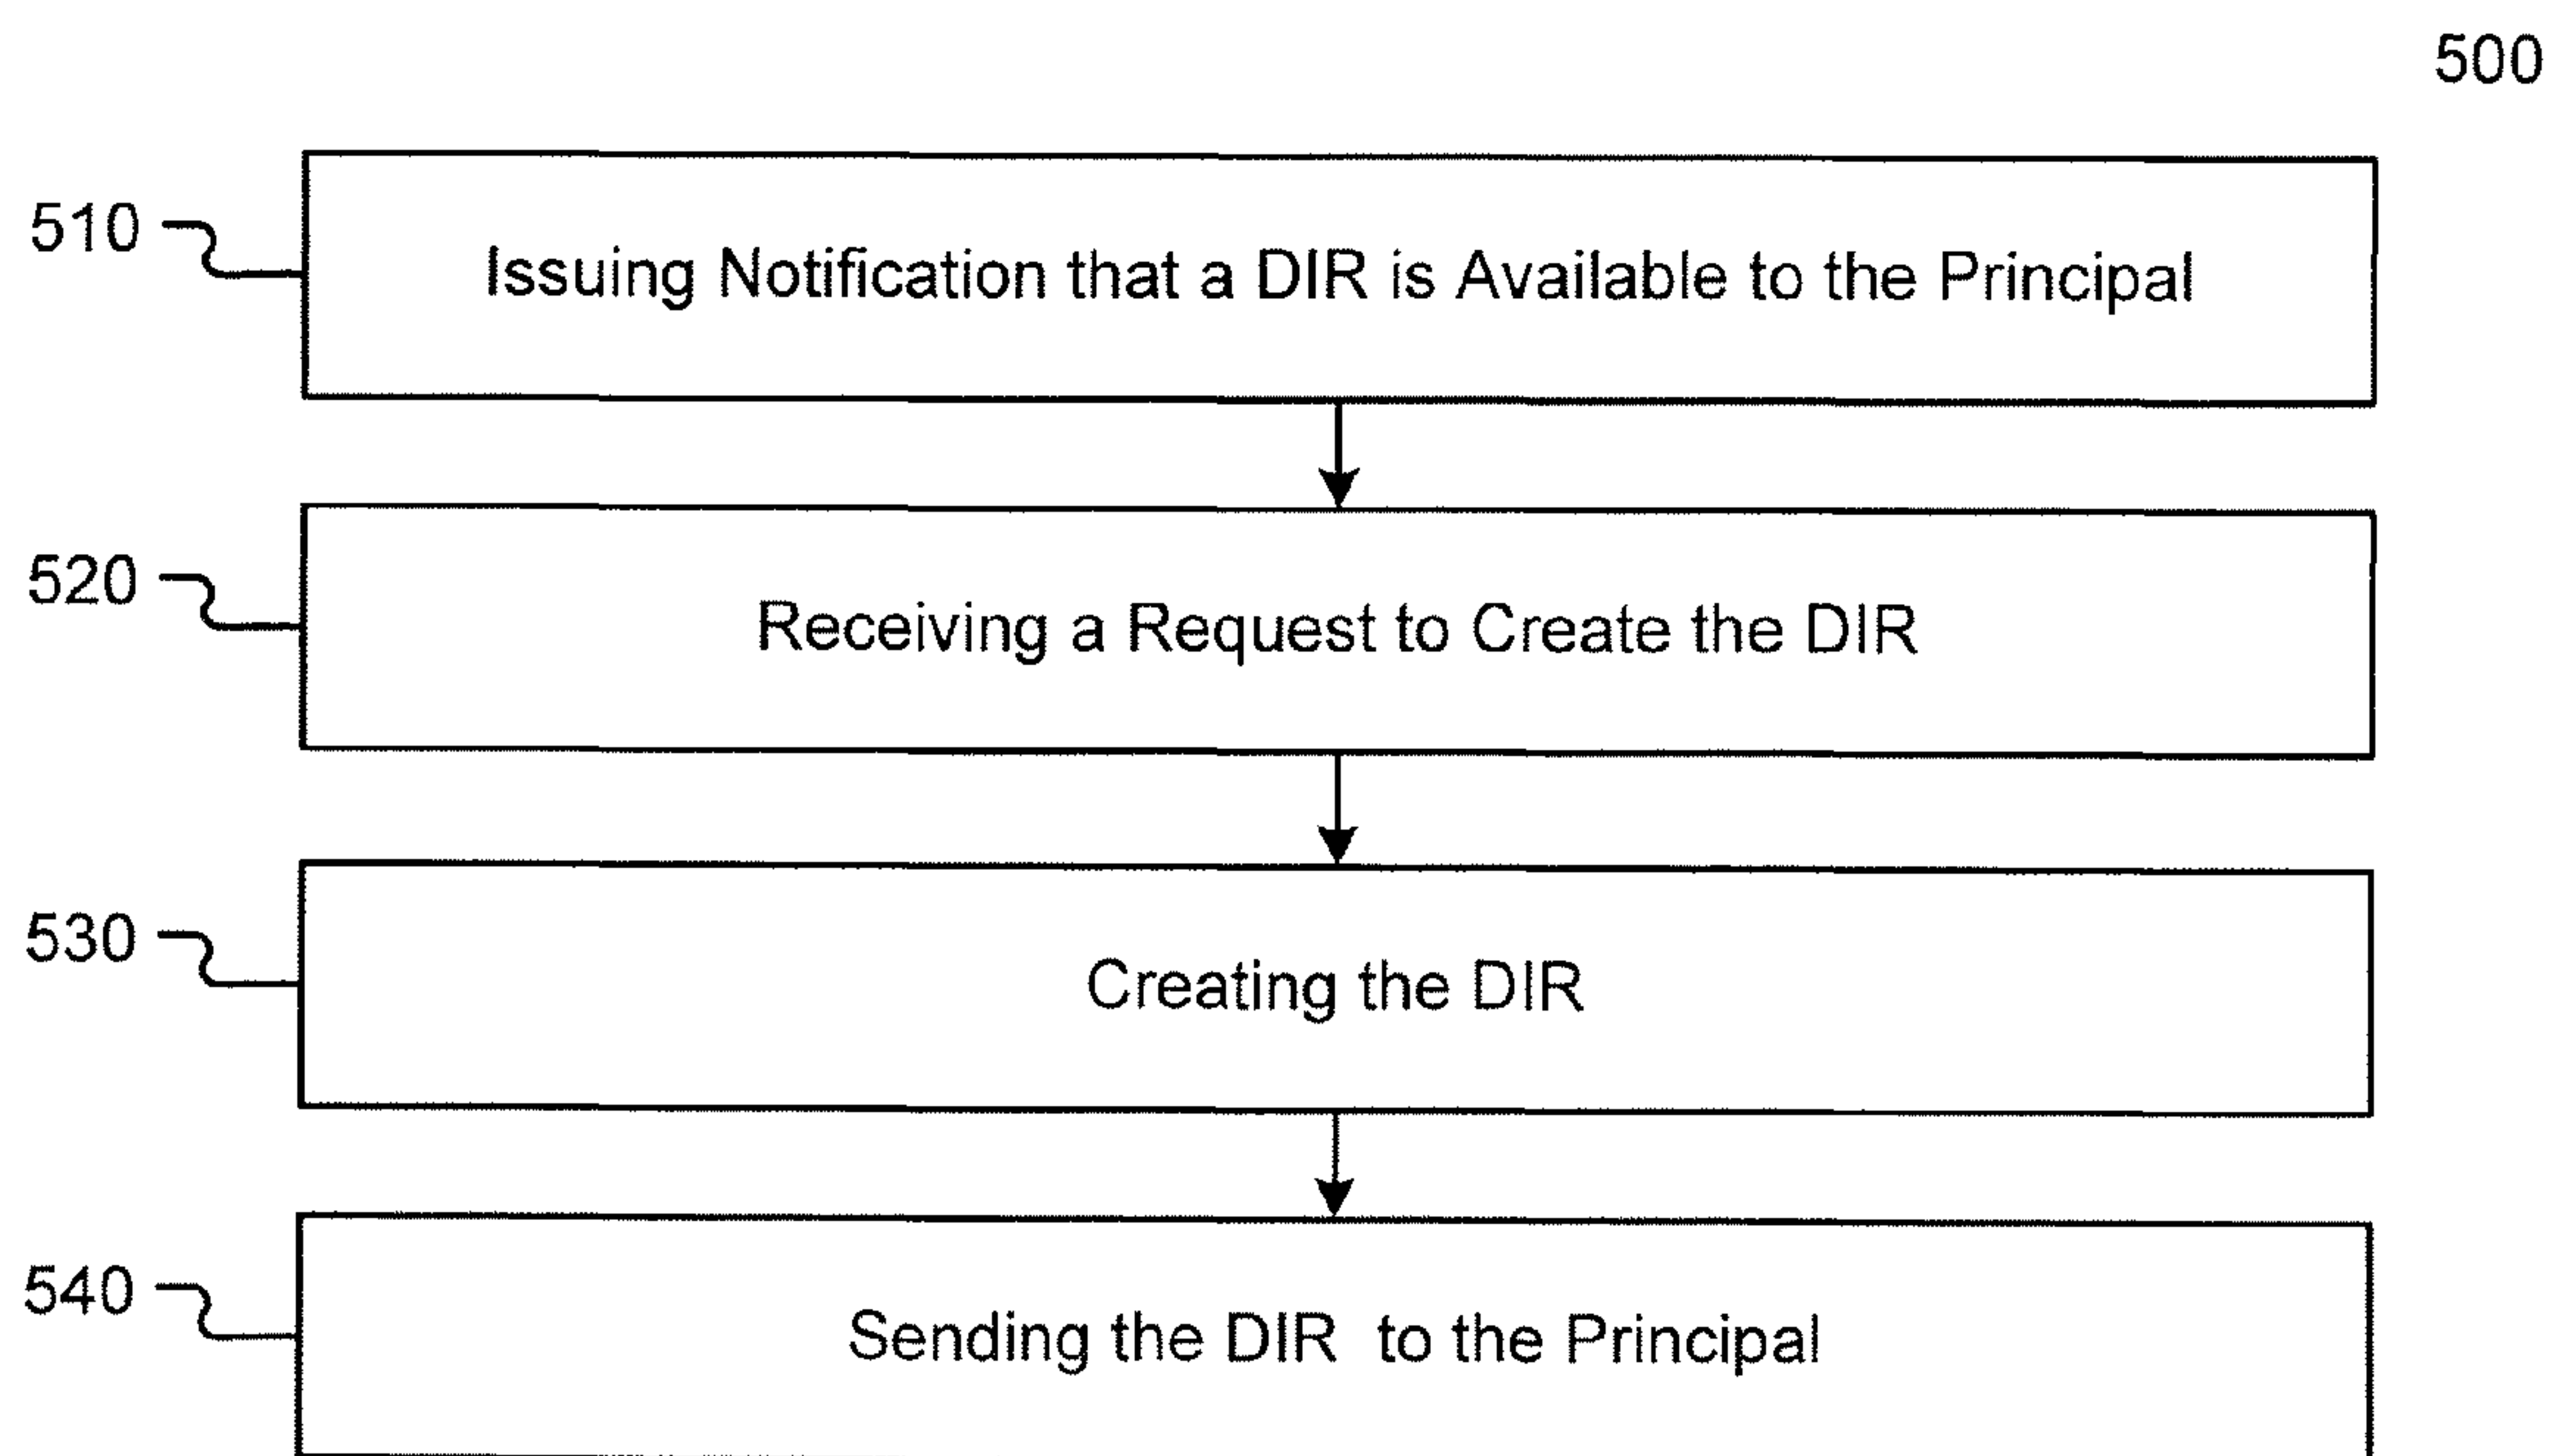 500
510
Issuing Notification that a DIR is Available to the Principal
520
Receiving a Request to Create the DIR
530
Creating the DIR
540
Sending the DIR to the Principal